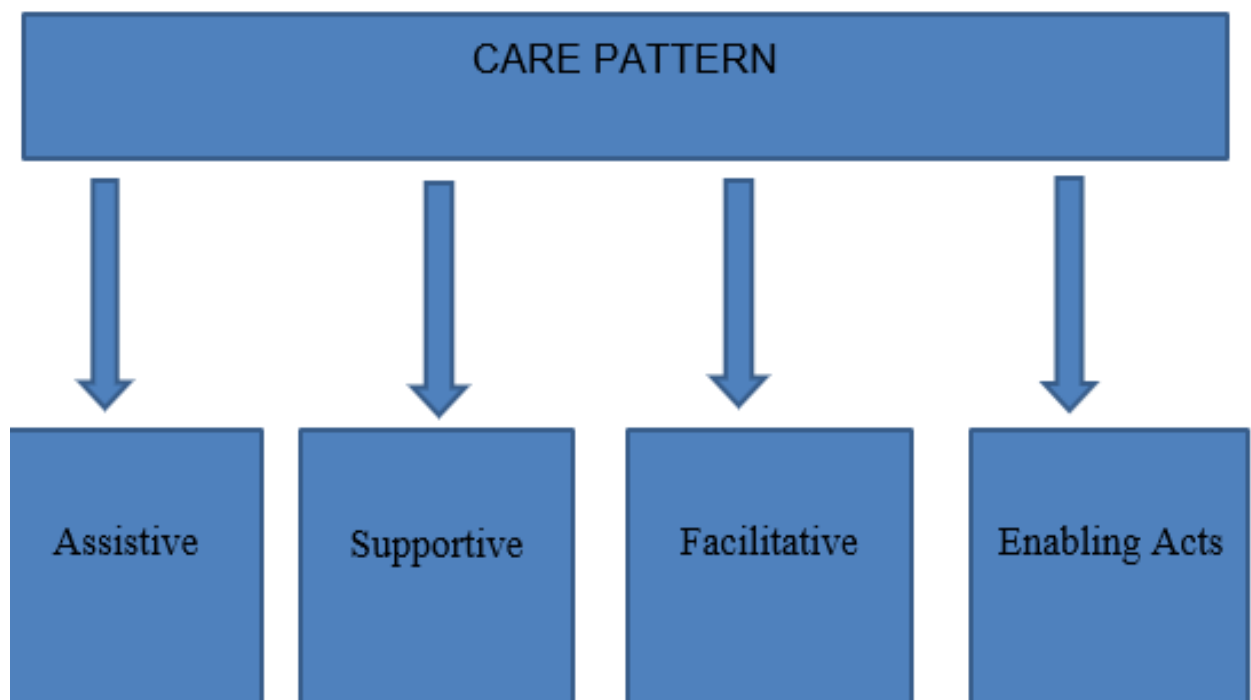 CARE PATTERN
Assistive
Supportive
Facilitative
Enabling Acts